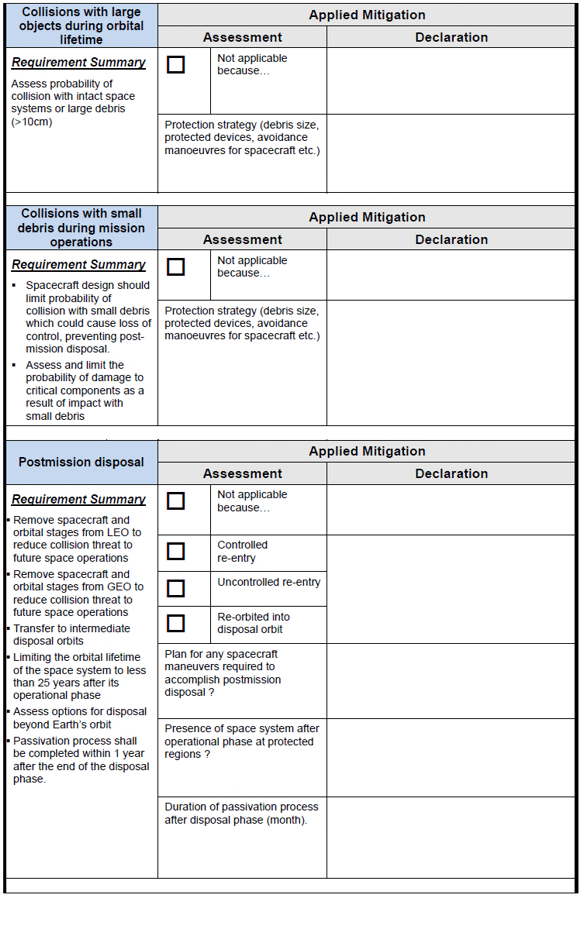 Collisions with large
objects during orbital
lifetime
Applied Mitigation
Assessment
Declaration
Requirement Summary
Assess probability of
collision with intact space
systems or large debris
(>10cm)
Not applicable
because…
Protection strategy (debris size,
protected devices, avoidance
manoeuvres for spacecraft etc.)
Collisions with small
debris during mission
operations
Applied Mitigation
Assessment
Declaration
Requirement Summary
▪ Spacecraft design should
limit probability of
collision with small debris
which could cause loss of
control, preventing post-
mission disposal.
▪ Assess and limit the
probability of damage to
critical components as a
result of impact with
small debris
Not applicable
because…
Protection strategy (debris size,
protected devices, avoidance
manoeuvres for spacecraft etc.)
Postmission disposal
Applied Mitigation
Assessment
Declaration
Requirement Summary
▪ Remove spacecraft and
orbital stages from LEO to
reduce collision threat to
future space operations
▪ Remove spacecraft and
orbital stages from GEO to
reduce collision threat to
future space operations
▪ Transfer to intermediate
disposal orbits
▪ Limiting the orbital lifetime
of the space system to less
than 25 years after its
operational phase
▪ Assess options for disposal
beyond Earth's orbit
▪ Passivation process shall
be completed within 1 year
after the end of the disposal
phase.
Not applicable
because…
Controlled
re-entry
Uncontrolled re-entry
Re-orbited into
disposal orbit
Plan for any spacecraft
maneuvers required to
accomplish postmission
disposal ?
Presence of space system after
operational phase at protected
regions ?
Duration of passivation process
after disposal phase (month).